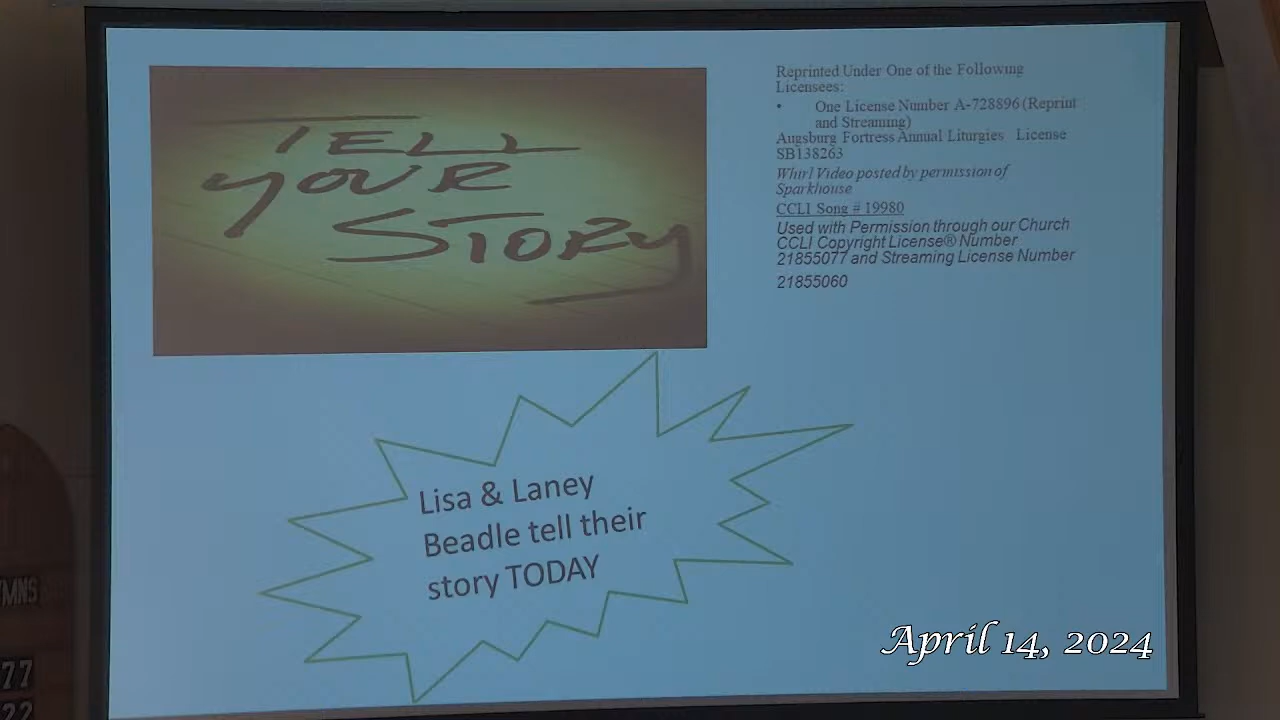 TELL
YOUR
STORY
Reprinted Under One of the Following
Licensees:
• One License Number A-728896 (Reprint
and Streaming)
Augsburg Fortress Annual Liturgies License
SB138263
Whirl Video posted by permission of
Sparkhouse
CCLI Song # 19980
Used with Permission through our Church
CCLI Copyright License® Number
21855077 and Streaming License Number
21855060
Lisa & Laney
Beadle tell their
story TODAY
April 14, 2024
YMNS
77
22